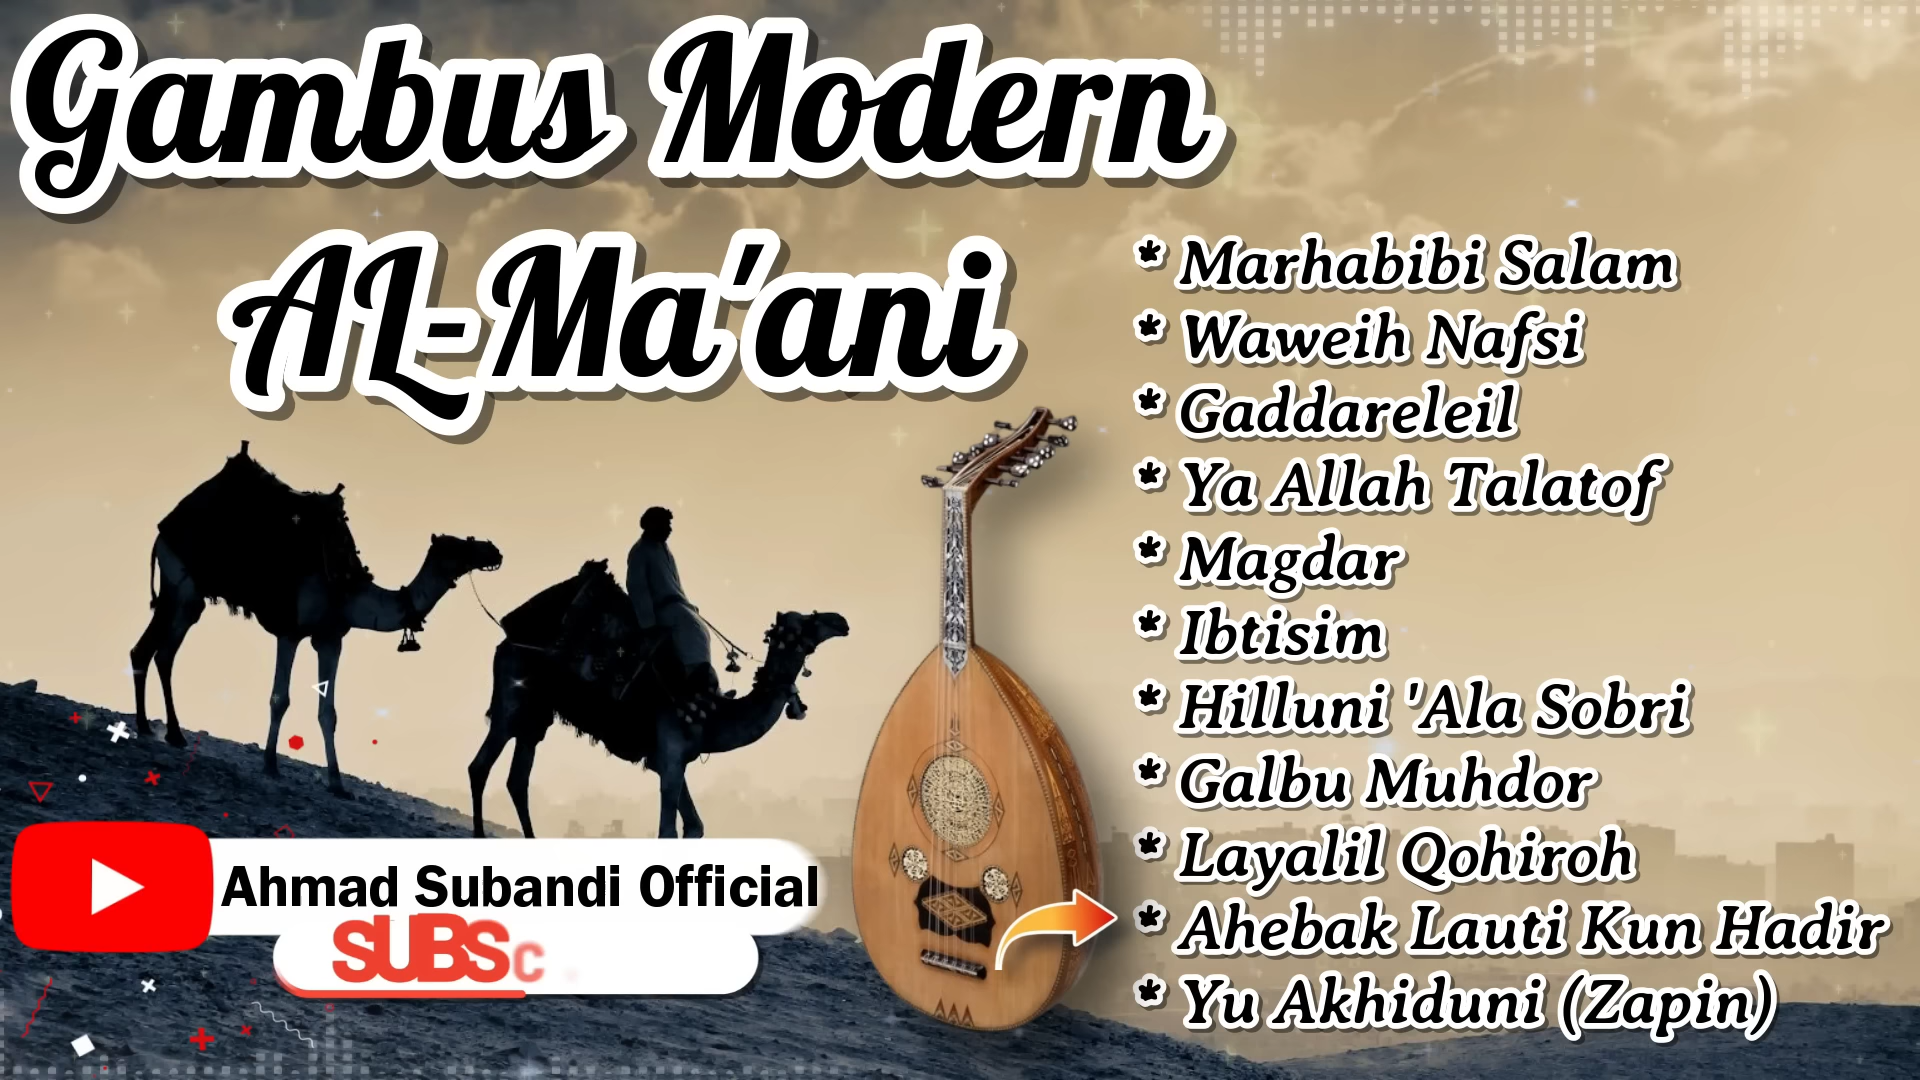 Gambus Modern
AL-Ma'ani
* Marhabibi Salam
* Waweih Nafsi
* Gaddareleil
* Ya Allah Talatof
* Magdar
* Ibtisim
* Hilluni 'Ala Sobri
* Galbu Muhdor
* Layalil Qohiroh
* Ahebak Lauti Kun Hadir
* Yu Akhiduni (Zapin)
Ahmad Subandi Official
SUBSc